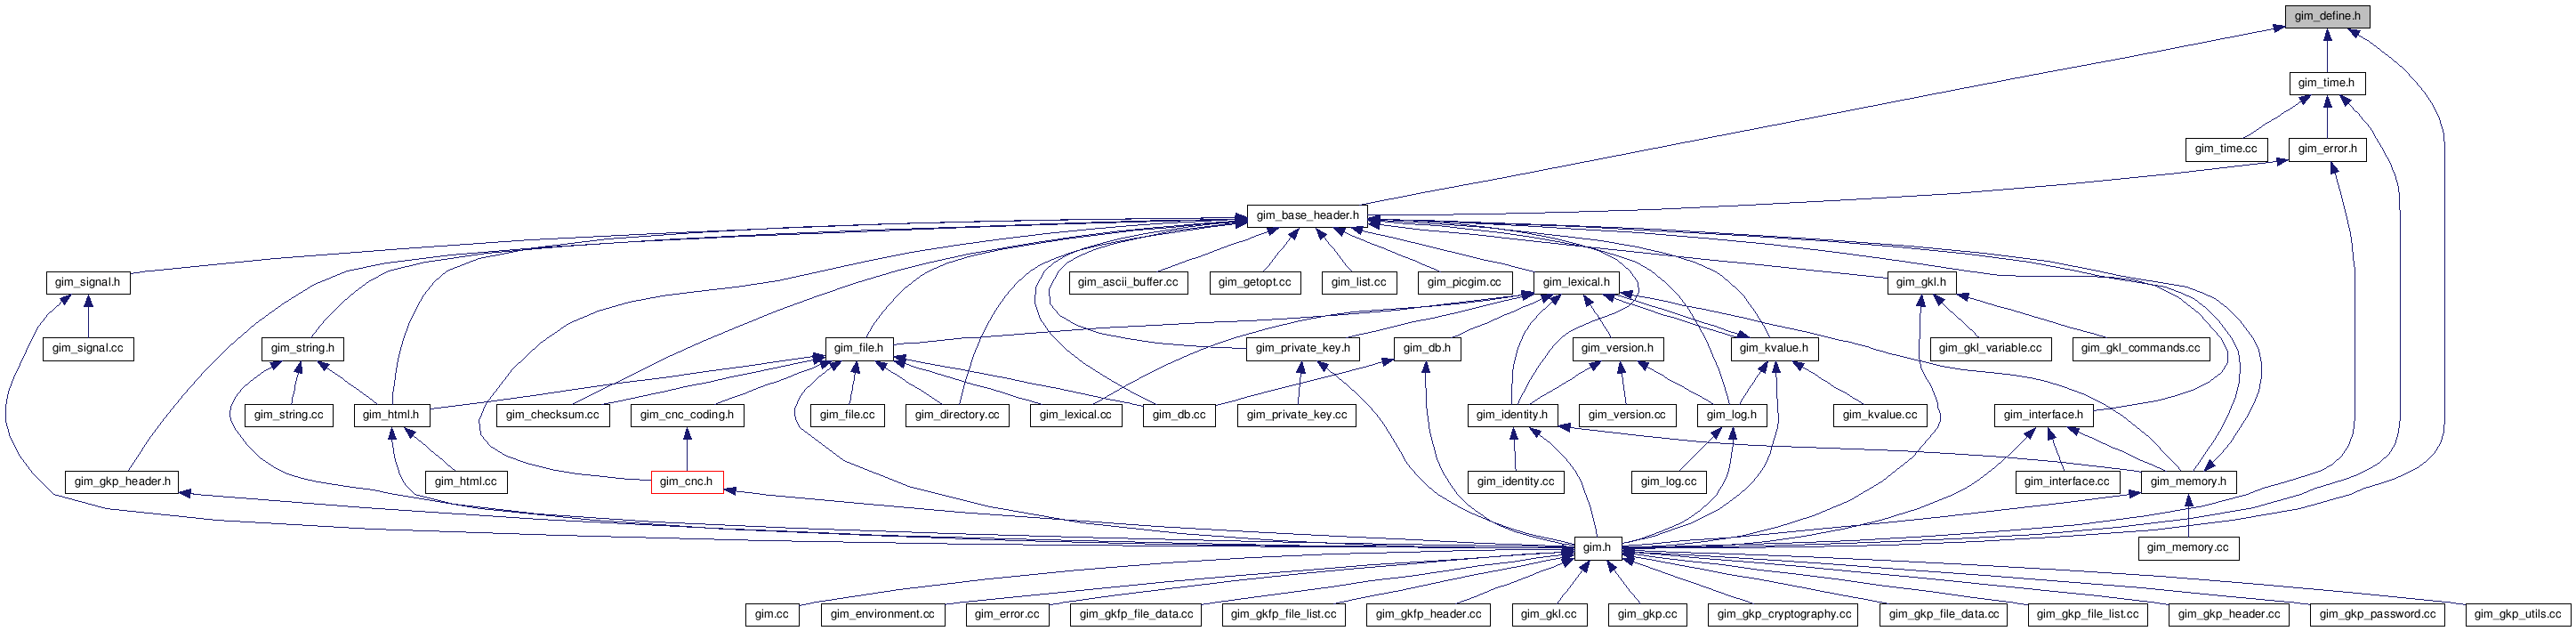 gim_define.h
gim_time.h
gim_time.cc
gim_error.h
gim_base_header.h
gim_signal.h
gim_ascii_buffer.cc
gim_getopt.cc
gim_list.cc
gim_picgim.cc
gim_lexical.h
gim_gkl.h
gim_signal.cc
gim_string.h
gim_file.h
gim_private_key.h
gim_db.h
gim_version.h
gim_kvalue.h
gim_gkl_variable.cc
gim_gkl_commands.cc
gim_string.cc
gim_html.h
gim_checksum.cc
gim_cnc_coding.h
gim_file.cc
gim_directory.cc
gim_lexical.cc
gim_db.cc
gim_private_key.cc
gim_identity.h
gim_version.cc
gim_log.h
gim_kvalue.cc
gim_interface.h
gim_gkp_header.h
gim_html.cc
gim_cnc.h
gim_identity.cc
gim_log.cc
gim_interface.cc
gim_memory.h
gim.h
gim_memory.cc
gim.cc
gim_environment.cc
gim_error.cc
gim_gkfp_file_data.cc
gim_gkfp_file_list.cc
gim_gkfp_header.cc
gim_gkl.cc
gim_gkp.cc
gim_gkp_cryptography.cc
gim_gkp_file_data.cc
gim_gkp_file_list.cc
gim_gkp_header.cc
gim_gkp_password.cc
gim_gkp_utils.cc